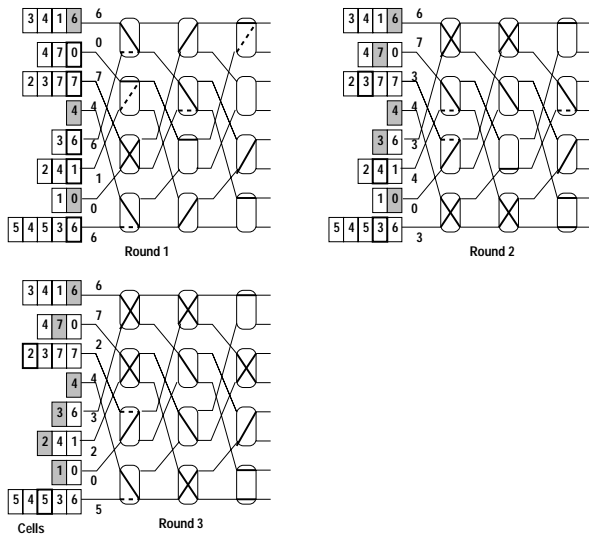 3 4 1 6 6
4 7 0 0
2 3 7 7 7
4 4
3 6 6
2 4 1 1
1 0 0
5 4 5 3 6 6
Round 1
3 4 1 6 6
4 7 0 7
2 3 7 7 3
4 4
3 6 3
2 4 1 4
1 0 0
5 4 5 3 6 3
Round 2
3 4 1 6 6
4 7 0 7
2 3 7 7 2
4 4
3 6 3
2 4 1 2
1 0 0
5 4 5 3 6 5
Cells
Round 3